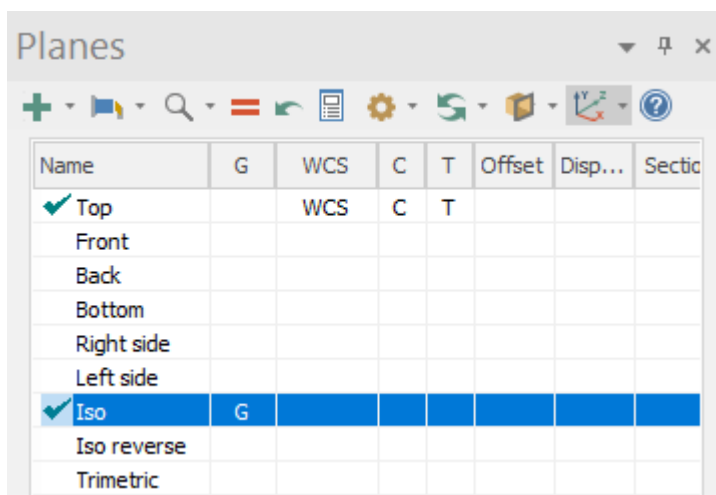 Planes
Name G WCS C T Offset Disp... Sectio
Top WCS C T
Front
Back
Bottom
Right side
Left side
Iso G
Iso reverse
Trimetric